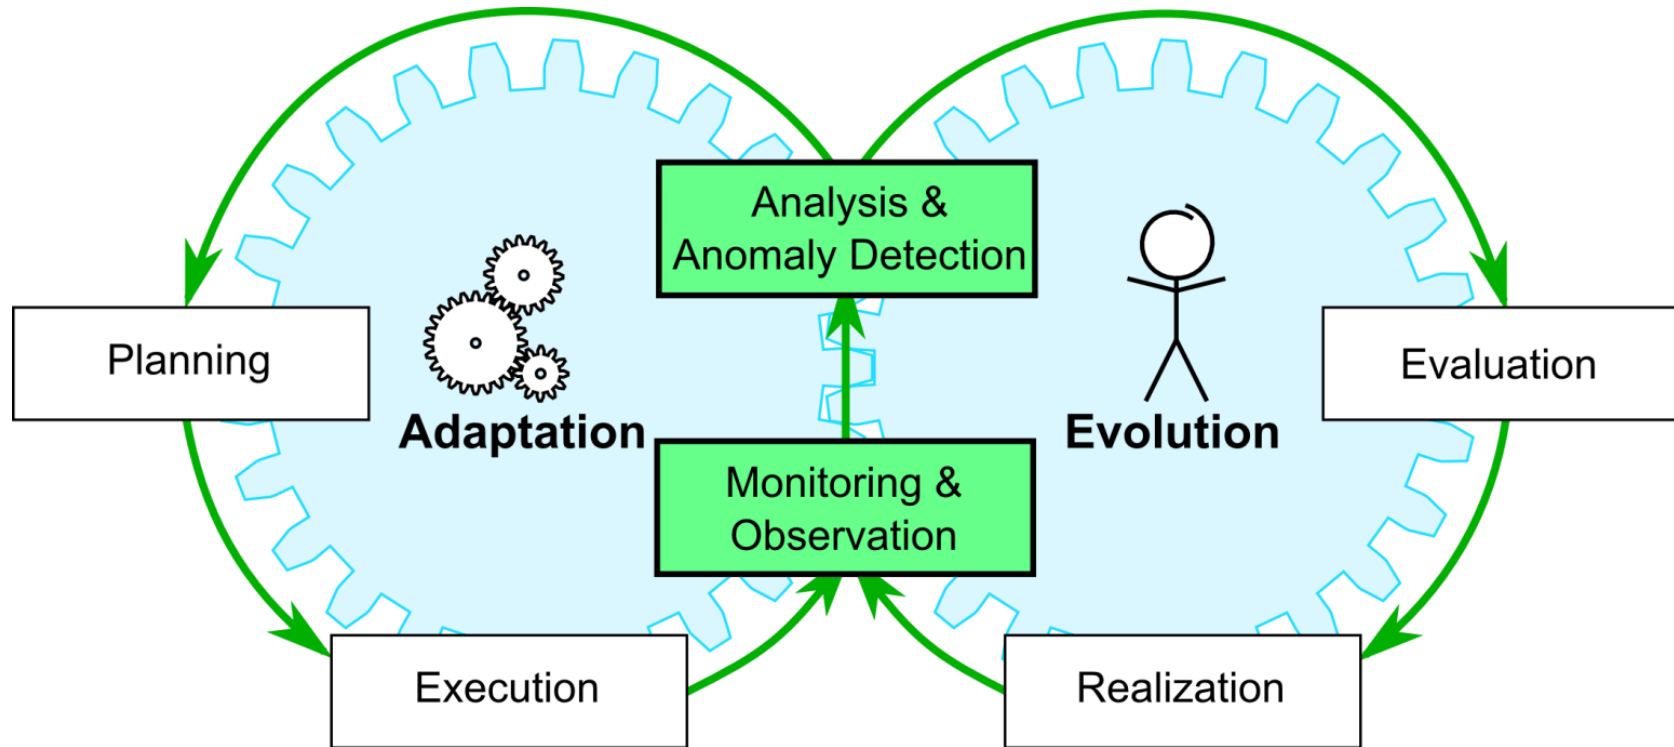 Analysis &
Anomaly Detection
Planning
Evaluation
Adaptation
Evolution
Monitoring &
Observation
Execution
Realization